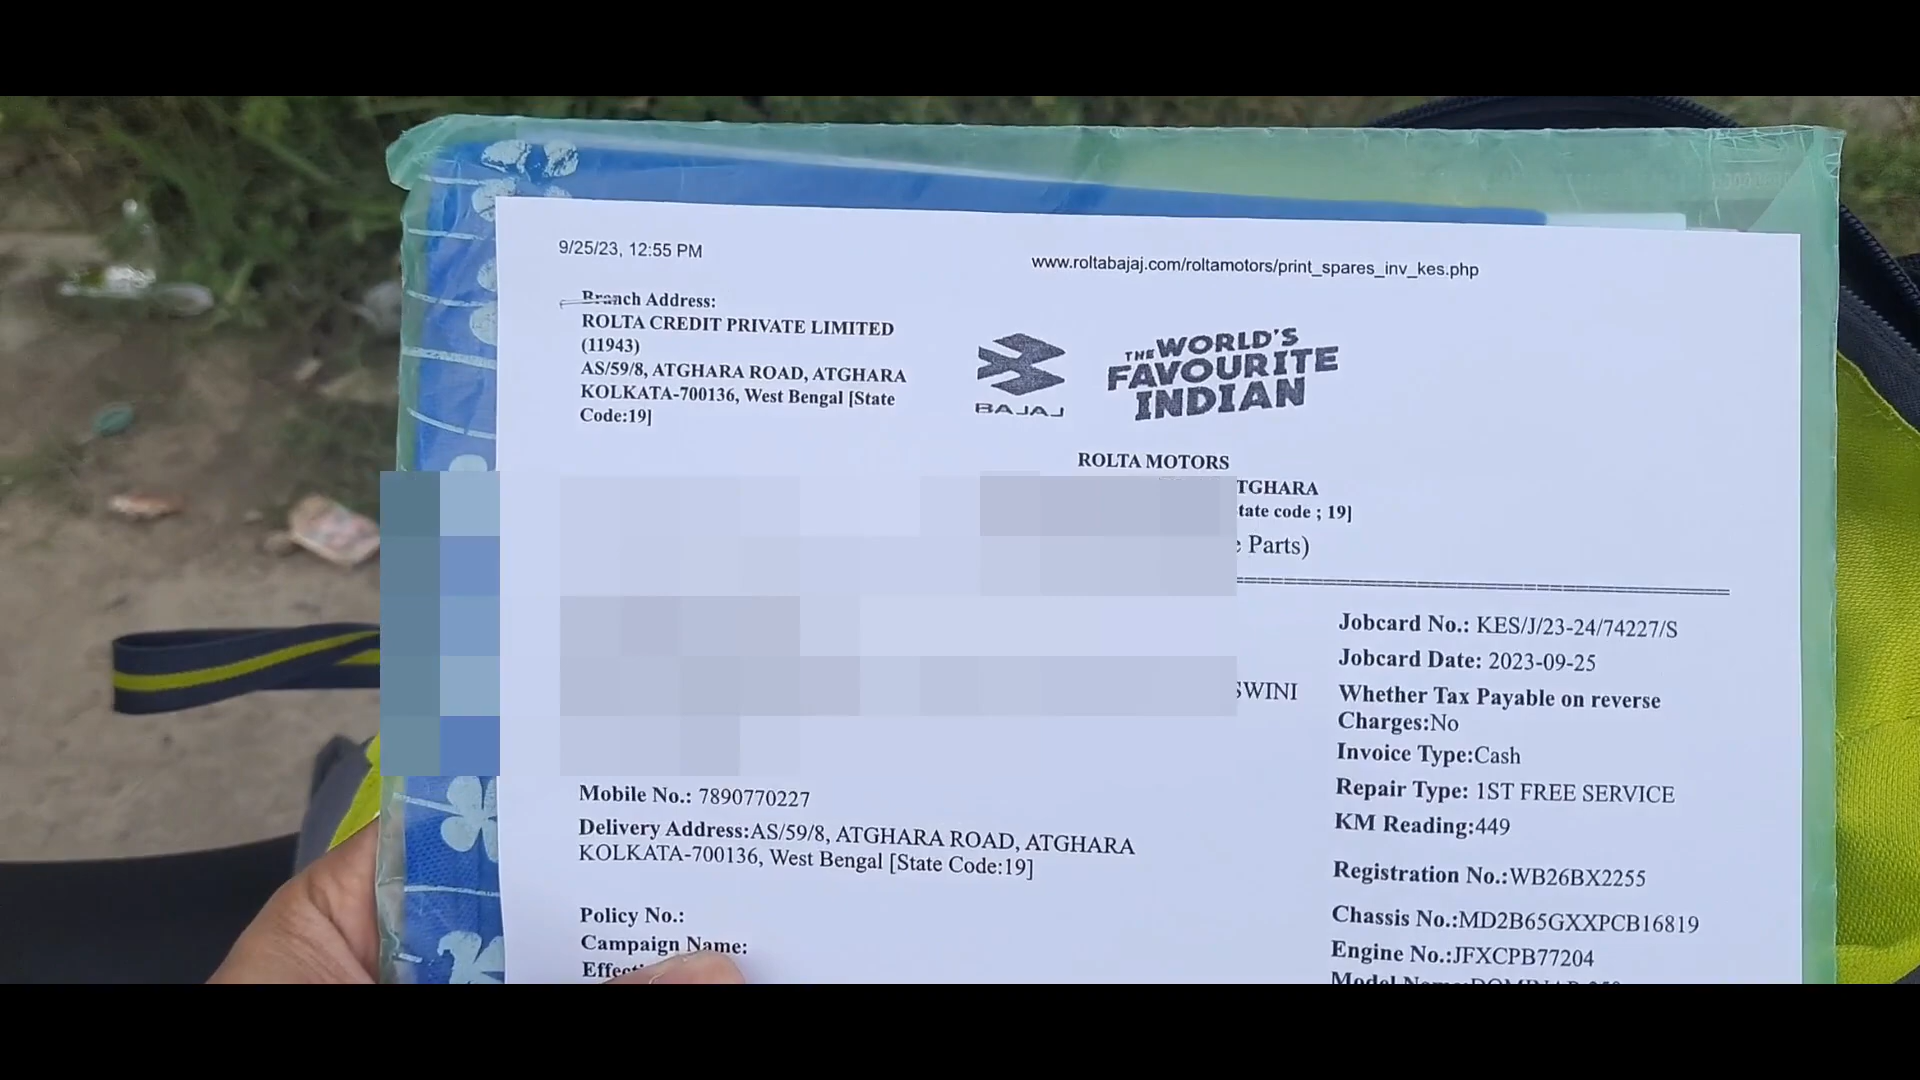 9/25/23, 12:55 PM
www.roltabajaj.com/roltamotors/print_spares_inv_kes.php
Branch Address:
ROLTA CREDIT PRIVATE LIMITED
(11943)
AS/59/8, ATGHARA ROAD, ATGHARA
KOLKATA-700136, West Bengal [State
Code:19]
BAJAJ
THE WORLD'S
FAVOURITE
INDIAN
ROLTA MOTORS
TGHARA
tate code ; 19]
Parts)
SWINI
Mobile No.: 7890770227
Delivery Address:AS/59/8, ATGHARA ROAD, ATGHARA
KOLKATA-700136, West Bengal [State Code:19]
Policy No.:
Campaign Name:
Jobcard No.: KES/J/23-24/74227/S
Jobcard Date: 2023-09-25
Whether Tax Payable on reverse
Charges:No
Invoice Type:Cash
Repair Type: 1ST FREE SERVICE
KM Reading:449
Registration No.:WB26BX2255
Chassis No.:MD2B65GXXPCB16819
Engine No.:JFXCPB77204